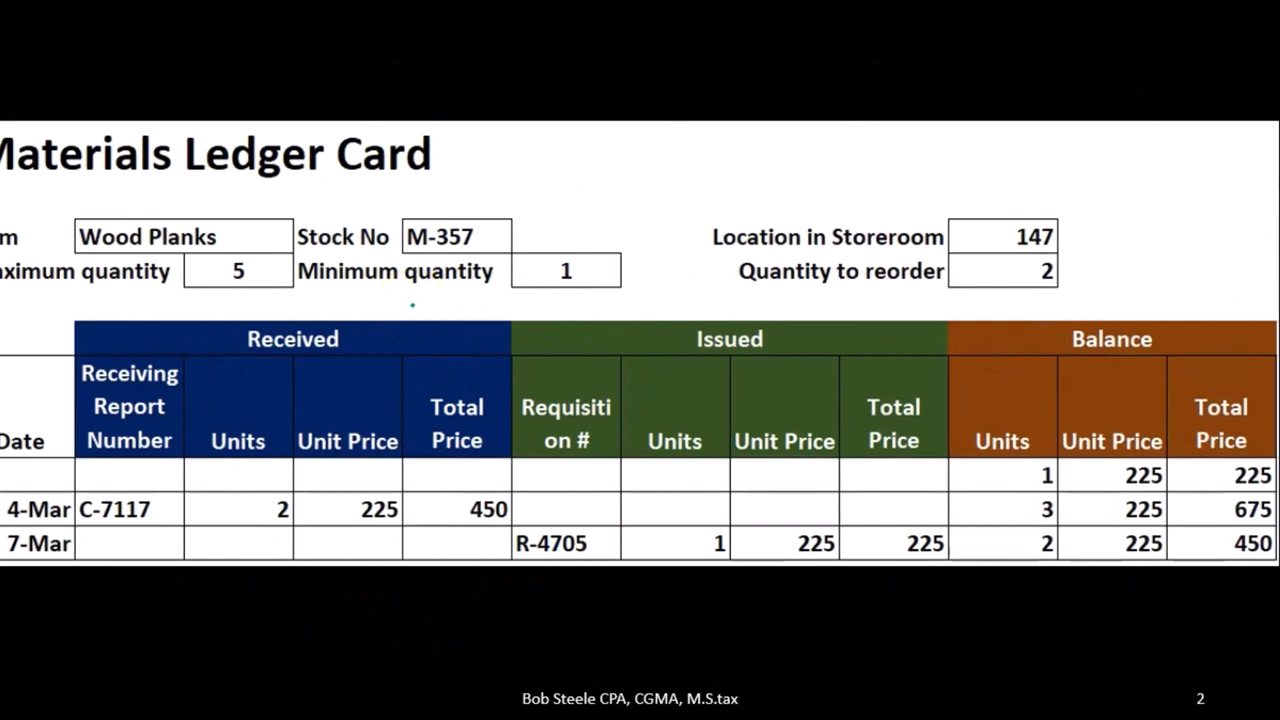 Materials Ledger Card
m Wood Planks Stock No M-357 Location in Storeroom 147
aximum quantity 5 Minimum quantity 1 Quantity to reorder 2
Received Issued Balance
Date Receiving Report Number Units Unit Price Total Price Requisiti on # Units Unit Price Total Price Units Unit Price Total Price
1 225 225
4-Mar C-7117 2 225 450 3 225 675
7-Mar R-4705 1 225 225 2 225 450
Bob Steele CPA, CGMA, M.S.tax 2